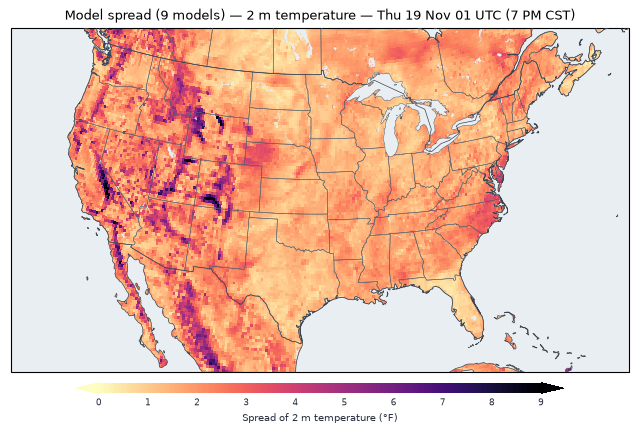 Model spread (9 models) — 2 m temperature — Thu 19 Nov 01 UTC (7 PM CST)
0 1 2 3 4 5 6 7 8 9
Spread of 2 m temperature (°F)